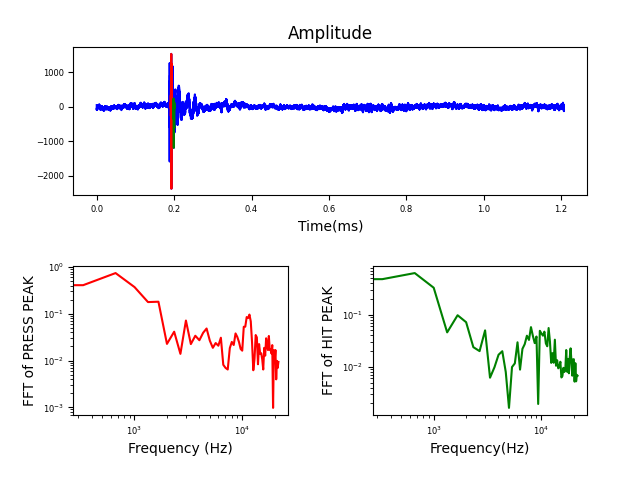 Amplitude
1000
0
−1000
−2000
0.0 0.2 0.4 0.6 0.8 1.0 1.2
Time(ms)
FFT of PRESS PEAK
10⁰
10⁻¹
10⁻²
10⁻³
10³ 10⁴
Frequency (Hz)
FFT of HIT PEAK
10⁻¹
10⁻²
10³ 10⁴
Frequency(Hz)